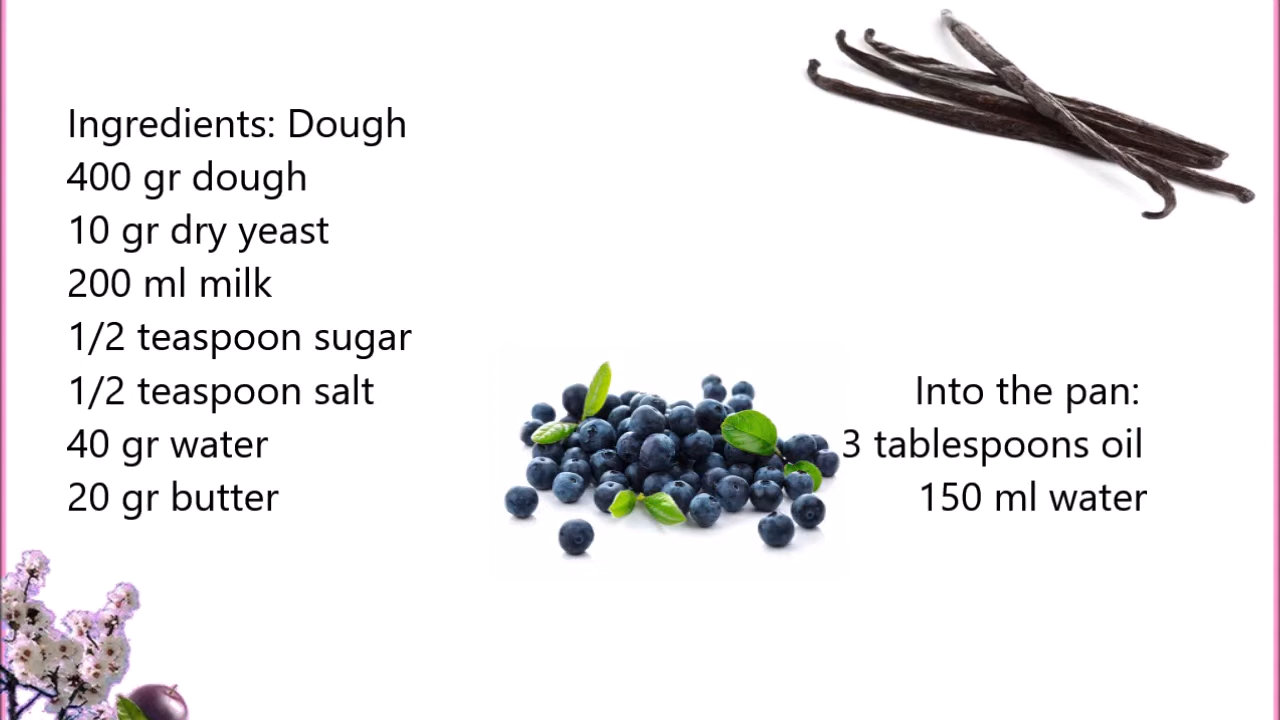 Ingredients: Dough
400 gr dough
10 gr dry yeast
200 ml milk
1/2 teaspoon sugar
1/2 teaspoon salt
40 gr water
20 gr butter
Into the pan:
3 tablespoons oil
150 ml water